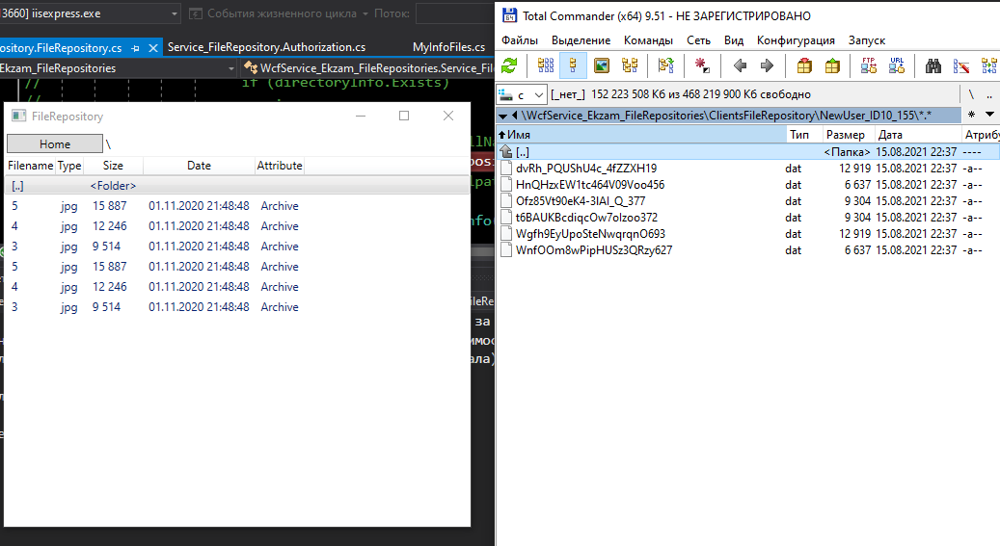 13660] iisexpress.exe
События жизненного цикла
Поток:
ository.FileRepository.cs
Service_FileRepository.Authorization.cs
MyInfoFiles.cs
Ekzam_FileRepositories
WcfService_Ekzam_FileRepositories.Service_Fil
// if (directoryInfo.Exists)
//
FileRepository
Home \
Filename Type Size Date Attribute
[..] <Folder>
5 jpg 15 887 01.11.2020 21:48:48 Archive
4 jpg 12 246 01.11.2020 21:48:48 Archive
3 jpg 9 514 01.11.2020 21:48:48 Archive
5 jpg 15 887 01.11.2020 21:48:48 Archive
4 jpg 12 246 01.11.2020 21:48:48 Archive
3 jpg 9 514 01.11.2020 21:48:48 Archive
Total Commander (x64) 9.51 - НЕ ЗАРЕГИСТРИРОВАНО
Файлы Выделение Команды Сеть Вид Конфигурация Запуск
FTP URL
c [_нет_] 152 223 508 Кб из 468 219 900 Кб свободно \ ..
\WcfService_Ekzam_FileRepositories\ClientsFileRepository\NewUser_ID10_155\*.* *
Имя Тип Размер Дата Атрибу
[..] <Папка> 15.08.2021 22:37 ----
dvRh_PQUShU4c_4fZZXH19 dat 12 919 15.08.2021 22:37 -a--
HnQHzxEW1tc464V09Voo456 dat 6 637 15.08.2021 22:37 -a--
Ofz85Vt90eK4-3IAI_Q_377 dat 9 304 15.08.2021 22:37 -a--
t6BAUKBcdiqcOw7olzoo372 dat 9 304 15.08.2021 22:37 -a--
Wgfh9EyUpoSteNwqrqnO693 dat 12 919 15.08.2021 22:37 -a--
WnfOOm8wPipHUSz3QRzy627 dat 6 637 15.08.2021 22:37 -a--